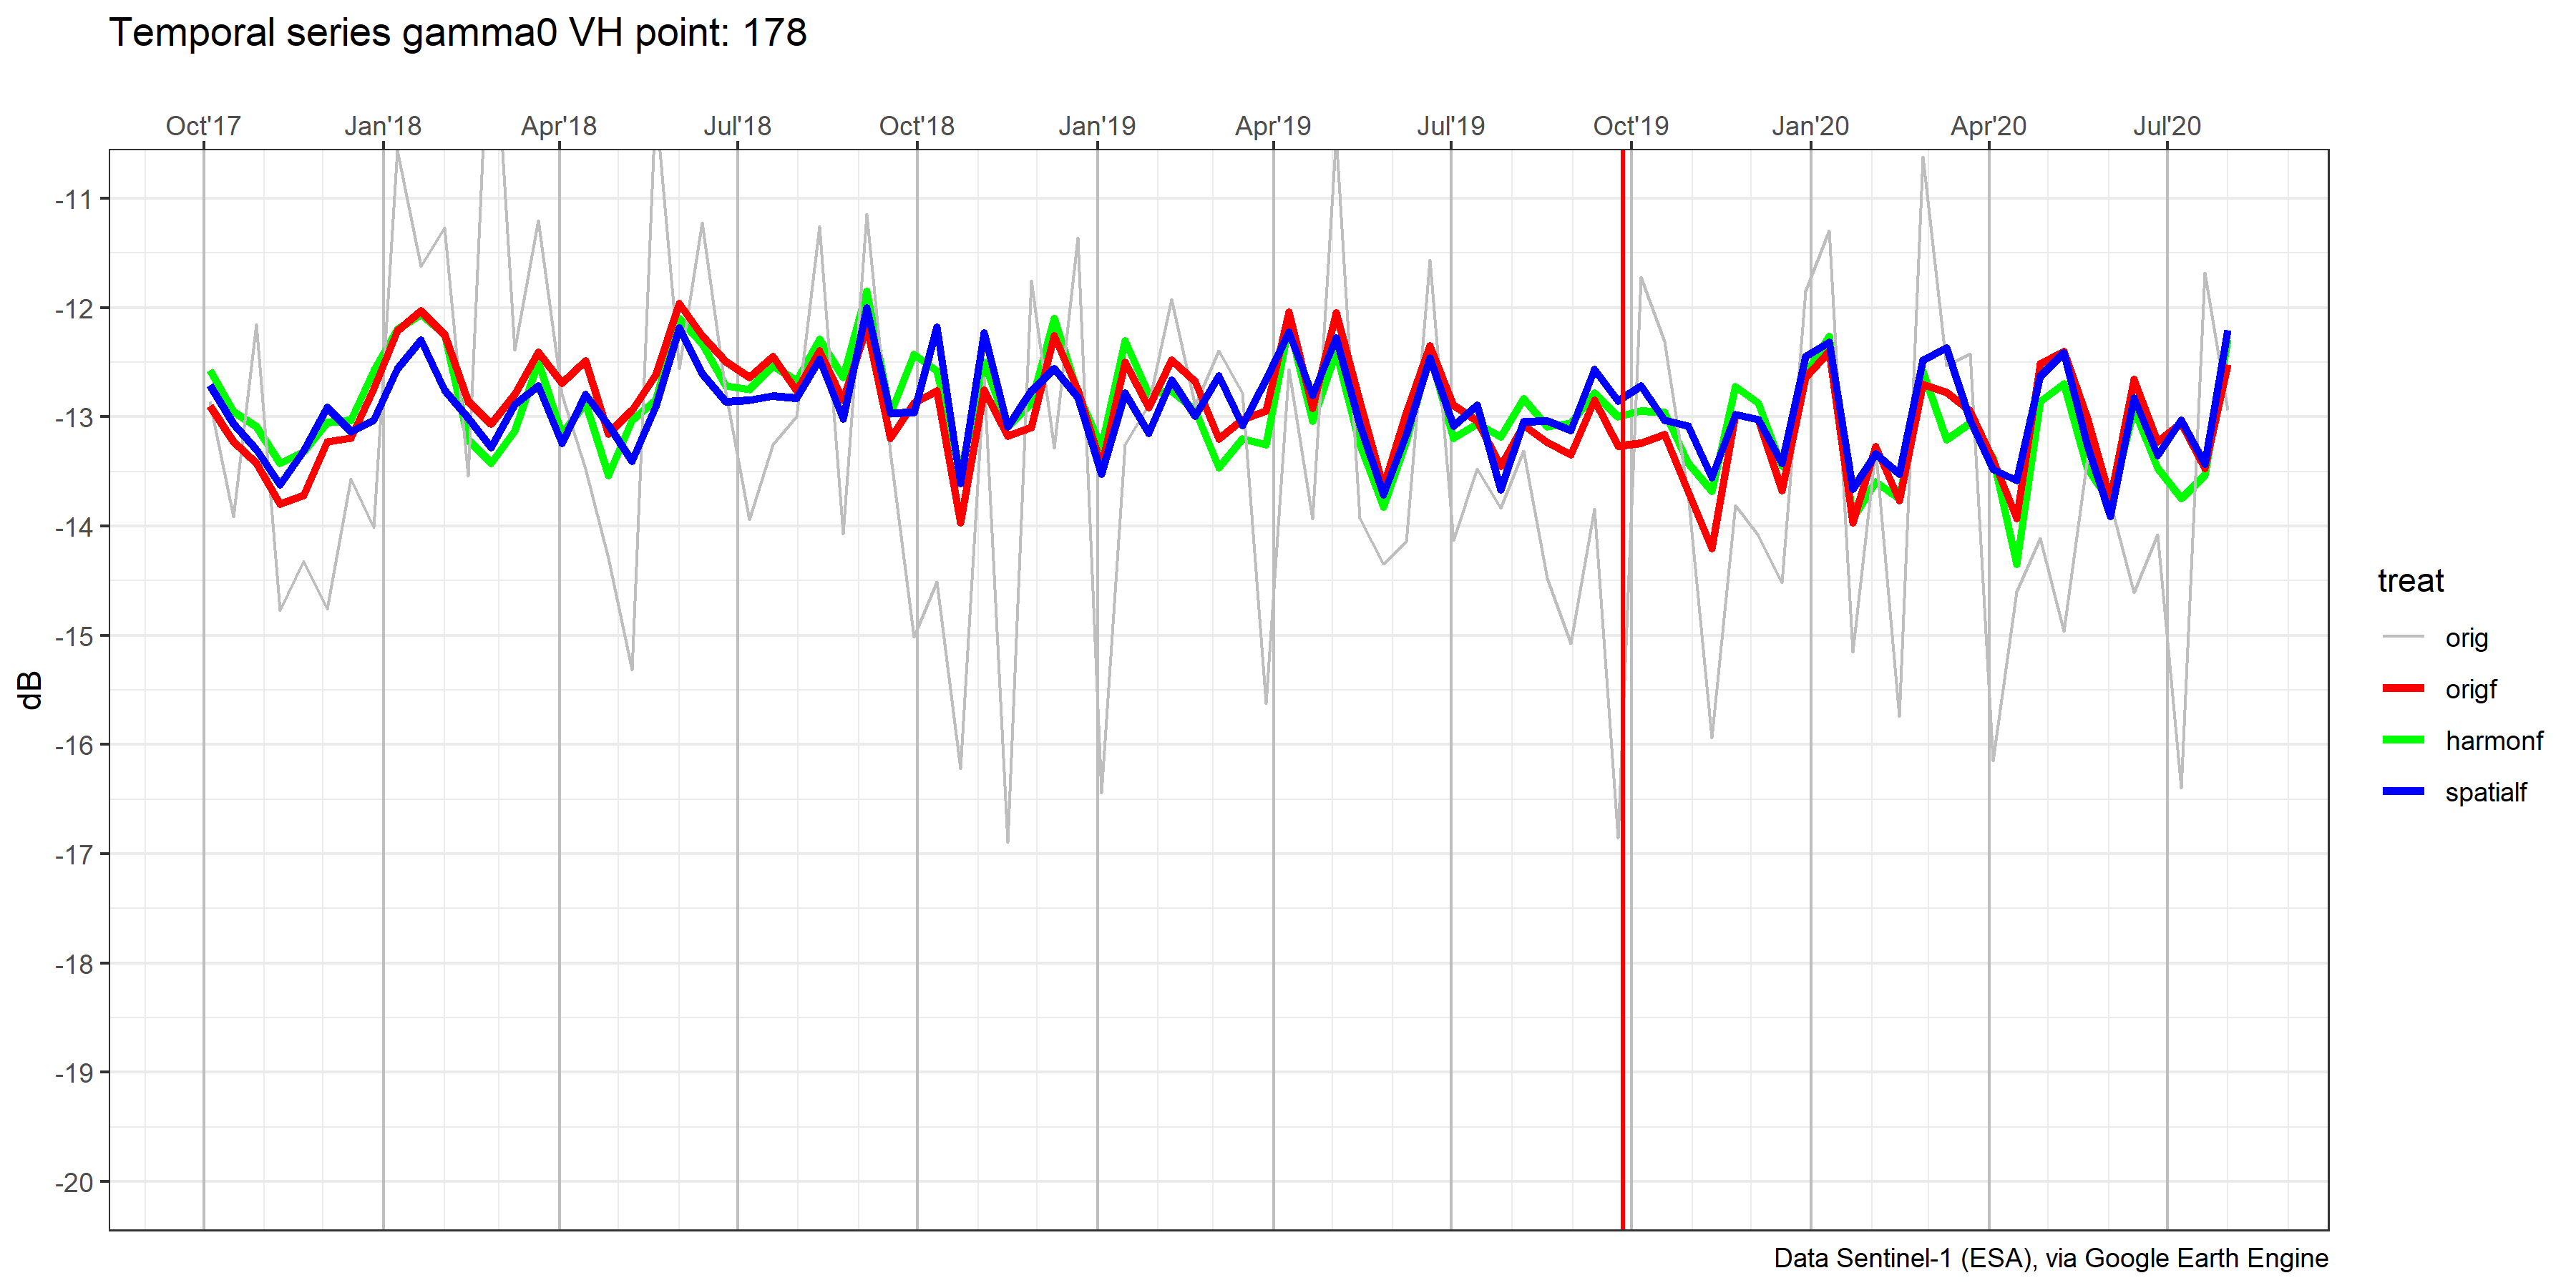 Temporal series gamma0 VH point: 178
Oct'17 Jan'18 Apr'18 Jul'18 Oct'18 Jan'19 Apr'19 Jul'19 Oct'19 Jan'20 Apr'20 Jul'20
-11
-12
-13
-14
-15
-16
-17
-18
-19
-20
dB
treat
orig
origf
harmonf
spatialf
Data Sentinel-1 (ESA), via Google Earth Engine